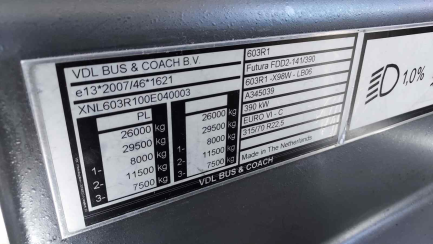 VDL BUS & COACH B.V.
e13*2007/46*1621
XNL603R100E040003
PL
26000 kg 26000 kg
29500 kg 29500 kg
1- 8000 kg 1- 8000 kg
2- 11500 kg 2- 11500 kg
3- 7500 kg 3- 7500 kg
VDL BUS & COACH
603R1
Futura FDD2-141/390
603R1 -X98W - LB06
A345039
390 kW
EURO VI - C
315/70 R22.5
Made in The Netherlands
1,0%